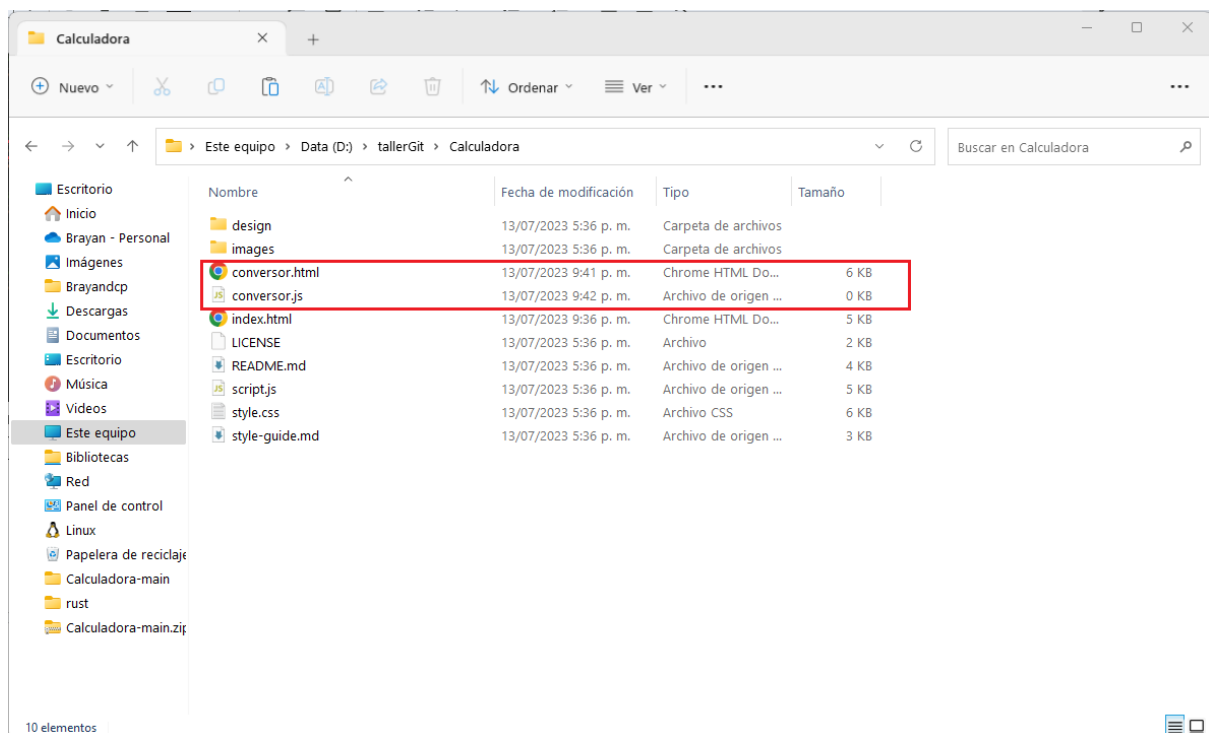 Calculadora
Nuevo
Ordenar
Ver
Este equipo > Data (D:) > tallerGit > Calculadora
Buscar en Calculadora
Escritorio
Inicio
Brayan - Personal
Imágenes
Brayandcp
Descargas
Documentos
Escritorio
Música
Videos
Este equipo
Bibliotecas
Red
Panel de control
Linux
Papelera de reciclaje
Calculadora-main
rust
Calculadora-main.zip
Nombre Fecha de modificación Tipo Tamaño
design 13/07/2023 5:36 p. m. Carpeta de archivos
images 13/07/2023 5:36 p. m. Carpeta de archivos
conversor.html 13/07/2023 9:41 p. m. Chrome HTML Do... 6 KB
conversor.js 13/07/2023 9:42 p. m. Archivo de origen ... 0 KB
index.html 13/07/2023 9:36 p. m. Chrome HTML Do... 5 KB
LICENSE 13/07/2023 5:36 p. m. Archivo 2 KB
README.md 13/07/2023 5:36 p. m. Archivo de origen ... 4 KB
script.js 13/07/2023 5:36 p. m. Archivo de origen ... 5 KB
style.css 13/07/2023 5:36 p. m. Archivo CSS 6 KB
style-guide.md 13/07/2023 5:36 p. m. Archivo de origen ... 3 KB
10 elementos